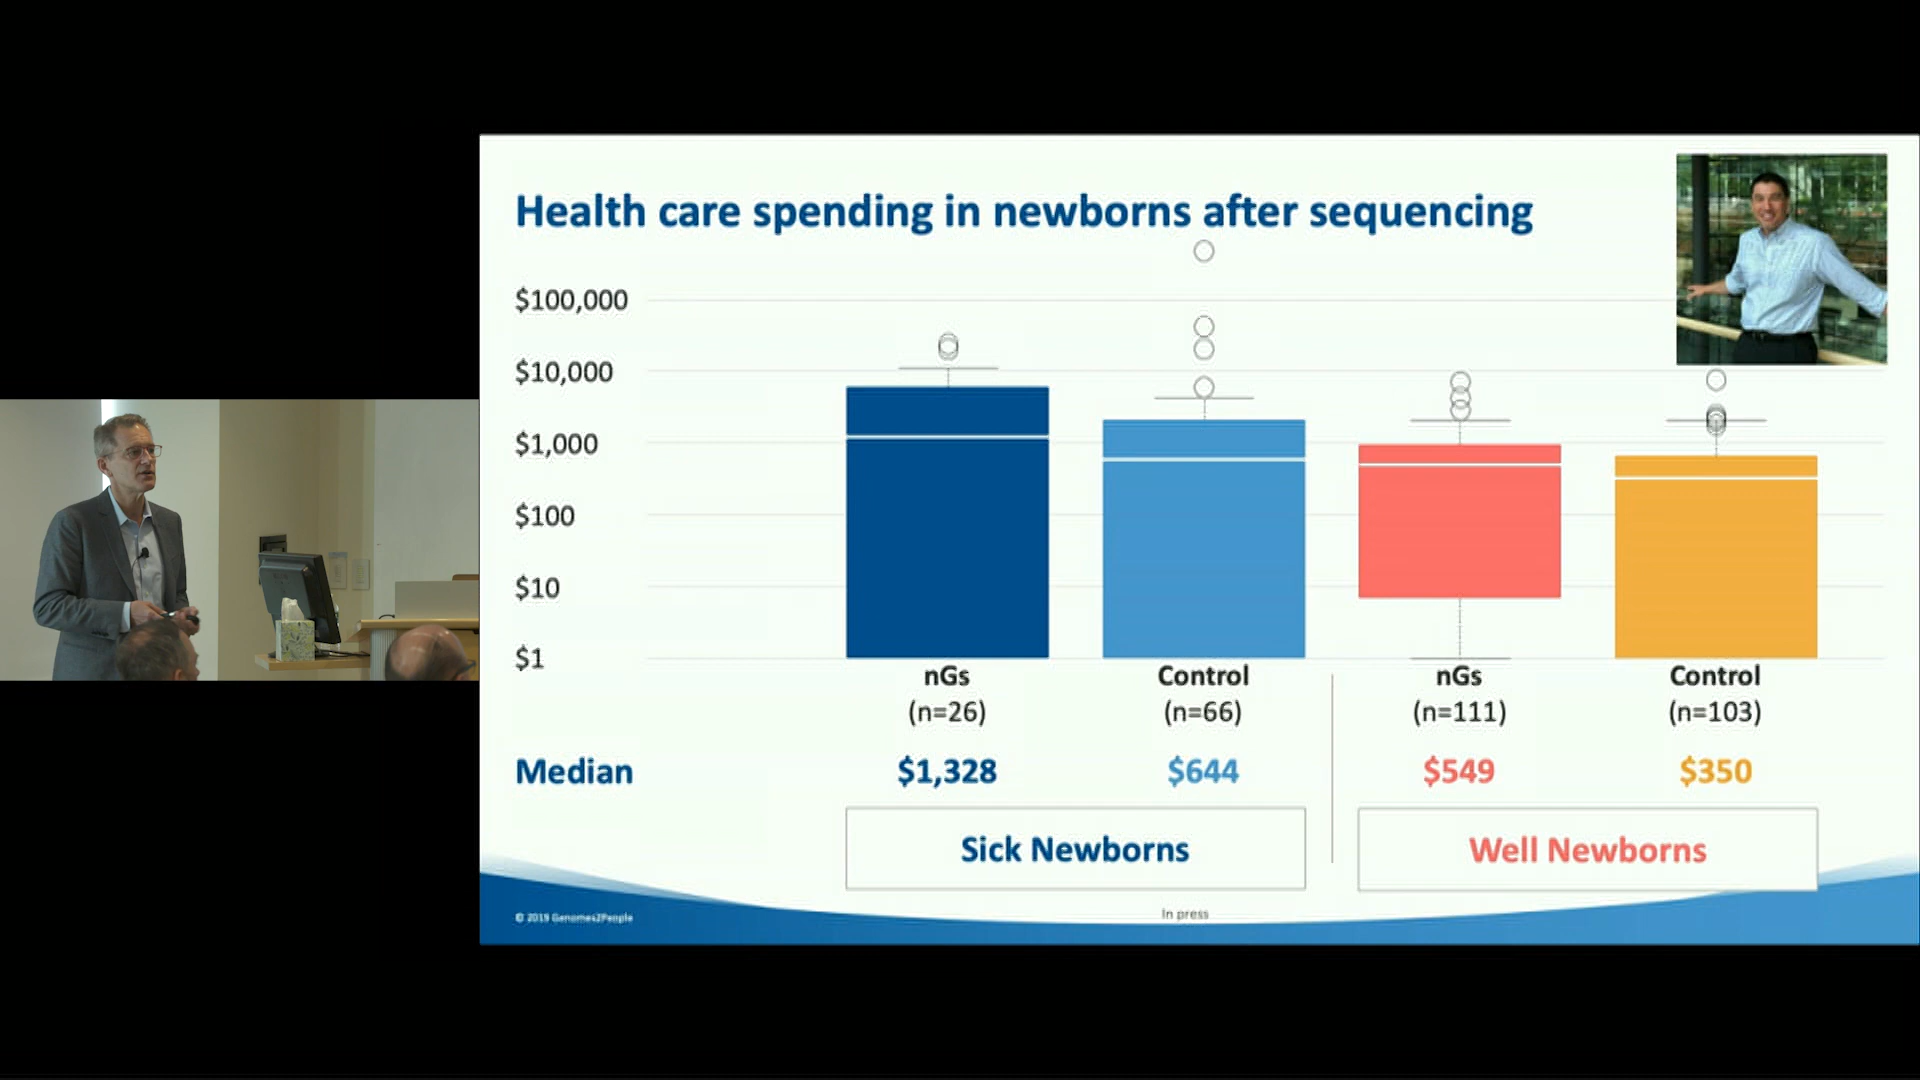 Health care spending in newborns after sequencing
$100,000
$10,000
$1,000
$100
$10
$1
nGs Control nGs Control
(n=26) (n=66) (n=111) (n=103)
Median $1,328 $644 $549 $350
Sick Newborns Well Newborns
© 2019 Genomes2People
In press